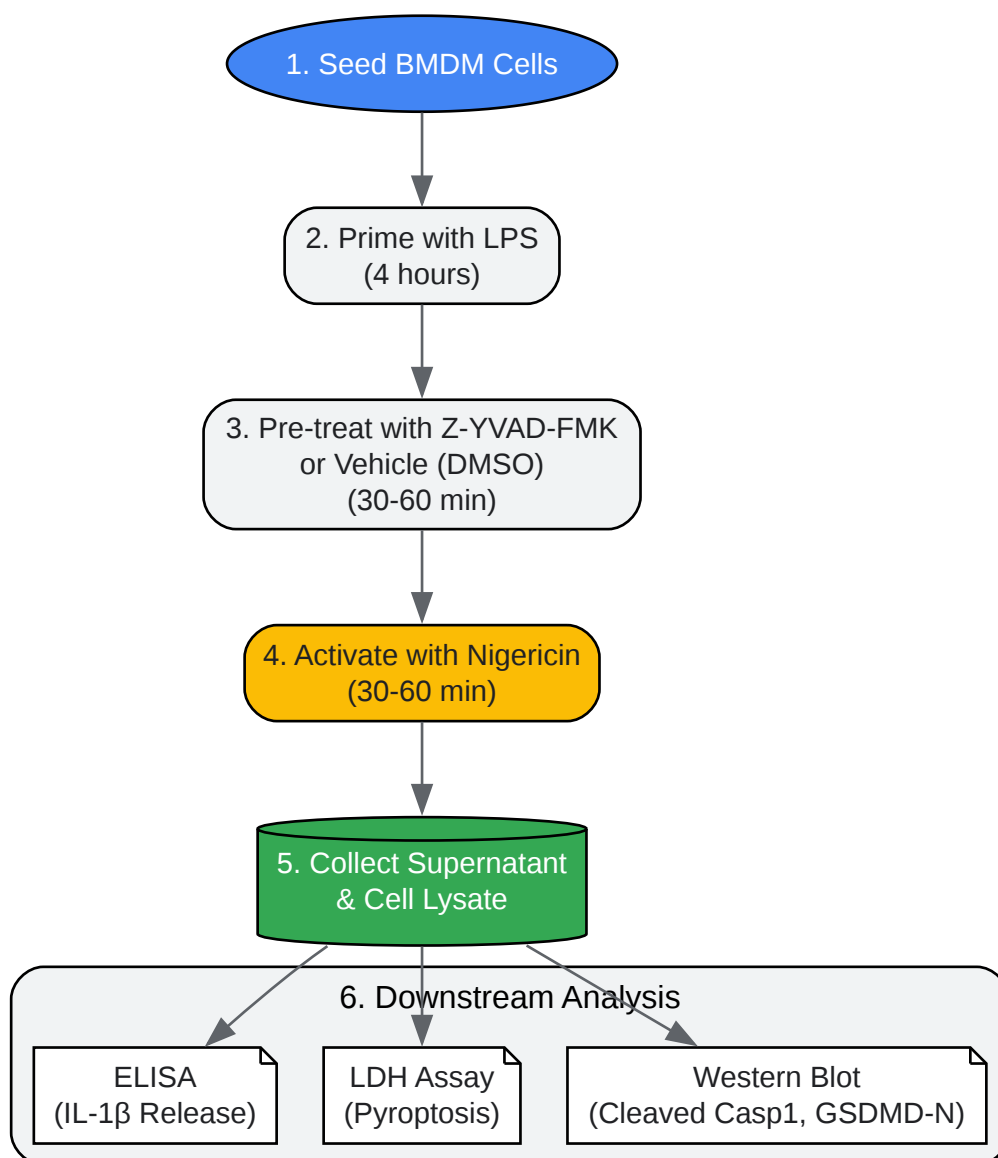 1. Seed BMDM Cells
2. Prime with LPS
(4 hours)
3. Pre-treat with Z-YVAD-FMK
or Vehicle (DMSO)
(30-60 min)
4. Activate with Nigericin
(30-60 min)
5. Collect Supernatant
& Cell Lysate
6. Downstream Analysis
ELISA
(IL-1β Release)
LDH Assay
(Pyroptosis)
Western Blot
(Cleaved Casp1, GSDMD-N)